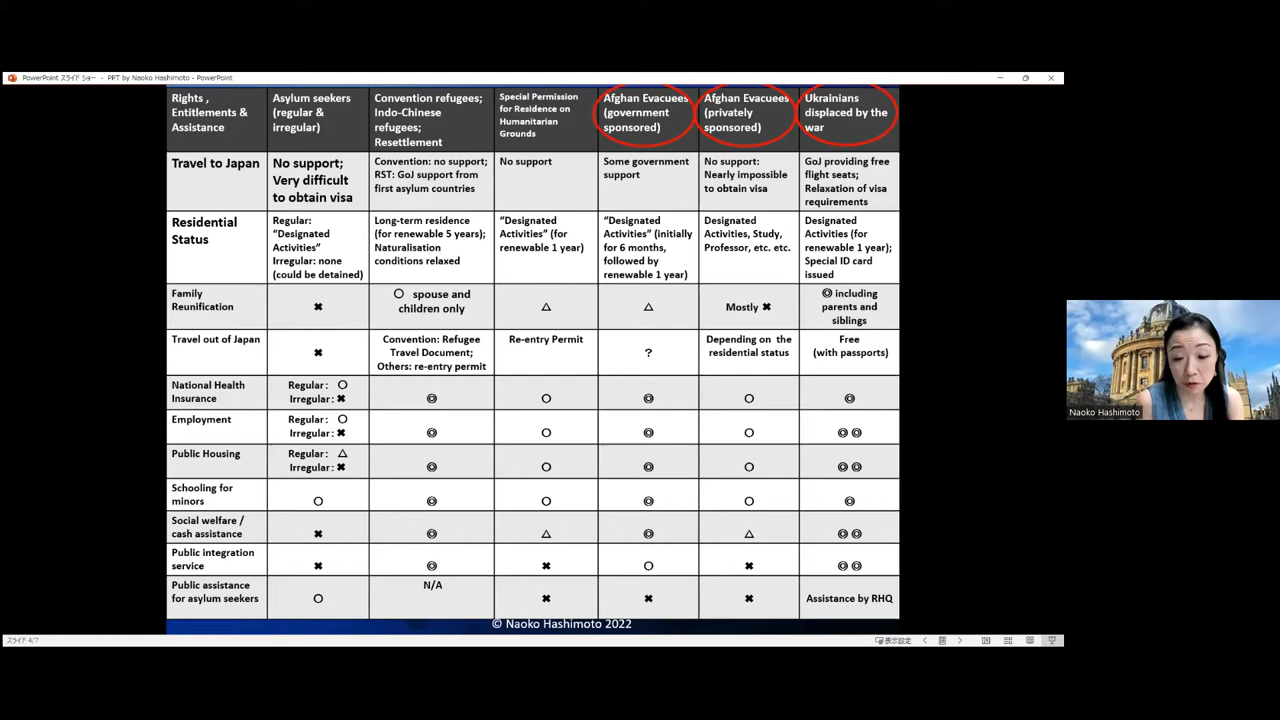 PowerPoint スライド ショー - PPT by Naoko Hashimoto - PowerPoint
Rights ,
Entitlements &
Assistance
Asylum seekers
(regular &
irregular)
Convention refugees;
Indo-Chinese
refugees;
Resettlement
Special Permission
for Residence on
Humanitarian
Grounds
Afghan Evacuees
(government
sponsored)
Afghan Evacuees
(privately
sponsored)
Ukrainians
displaced by the
war
Travel to Japan
No support;
Very difficult
to obtain visa
Convention: no support;
RST: GoJ support from
first asylum countries
No support
Some government
support
No support:
Nearly impossible
to obtain visa
GoJ providing free
flight seats;
Relaxation of visa
requirements
Residential
Status
Regular:
"Designated
Activities"
Irregular: none
(could be detained)
Long-term residence
(for renewable 5 years);
Naturalisation
conditions relaxed
"Designated
Activities" (for
renewable 1 year)
"Designated
Activities" (initially
for 6 months,
followed by
renewable 1 year)
Designated
Activities, Study,
Professor, etc. etc.
Designated
Activities (for
renewable 1 year);
Special ID card
issued
Family
Reunification
✖
○ spouse and
children only
△
△
Mostly ✖
◎ including
parents and
siblings
Travel out of Japan
✖
Convention: Refugee
Travel Document;
Others: re-entry permit
Re-entry Permit
?
Depending on the
residential status
Free
(with passports)
National Health
Insurance
Regular: ○
Irregular: ✖
◎
○
◎
○
◎
Employment
Regular: ○
Irregular: ✖
◎
○
◎
○
◎◎
Public Housing
Regular: △
Irregular: ✖
◎
○
◎
○
◎◎
Schooling for
minors
○
◎
○
◎
○
◎
Social welfare /
cash assistance
✖
◎
△
◎
△
◎◎
Public integration
service
✖
◎
✖
○
✖
◎◎
Public assistance
for asylum seekers
○
N/A
✖
✖
✖
Assistance by RHQ
© Naoko Hashimoto 2022
スライド 4/7
表示設定
Naoko Hashimoto